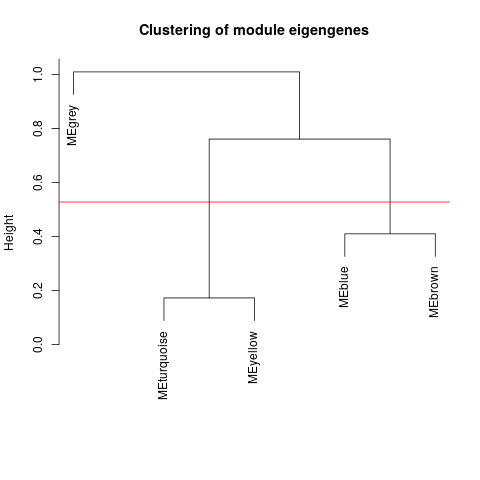 Clustering of module eigengenes
Height
1.0
0.8
0.6
0.4
0.2
0.0
MEgrey
MEturquoise
MEyellow
MEblue
MEbrown